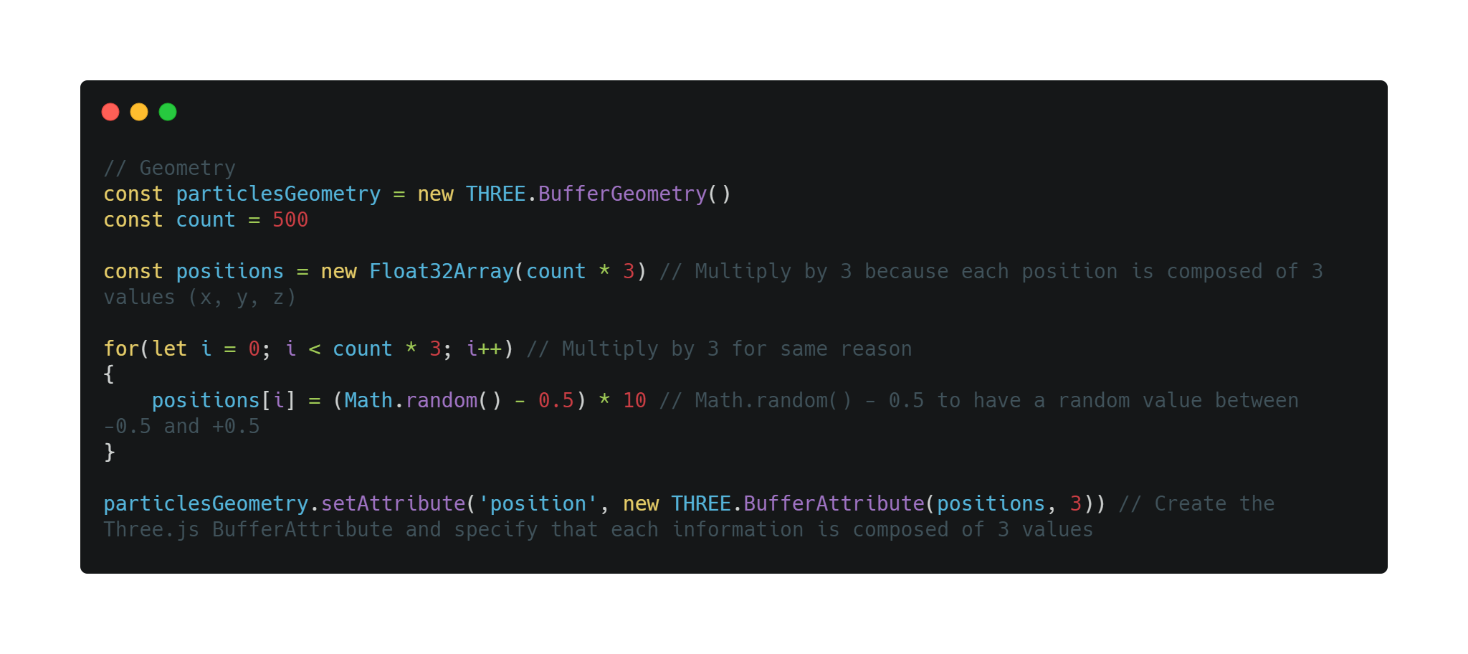 // Geometry
const particlesGeometry = new THREE.BufferGeometry()
const count = 500

const positions = new Float32Array(count * 3) // Multiply by 3 because each position is composed of 3
values (x, y, z)

for(let i = 0; i < count * 3; i++) // Multiply by 3 for same reason
{
    positions[i] = (Math.random() - 0.5) * 10 // Math.random() - 0.5 to have a random value between
-0.5 and +0.5
}

particlesGeometry.setAttribute('position', new THREE.BufferAttribute(positions, 3)) // Create the
Three.js BufferAttribute and specify that each information is composed of 3 values